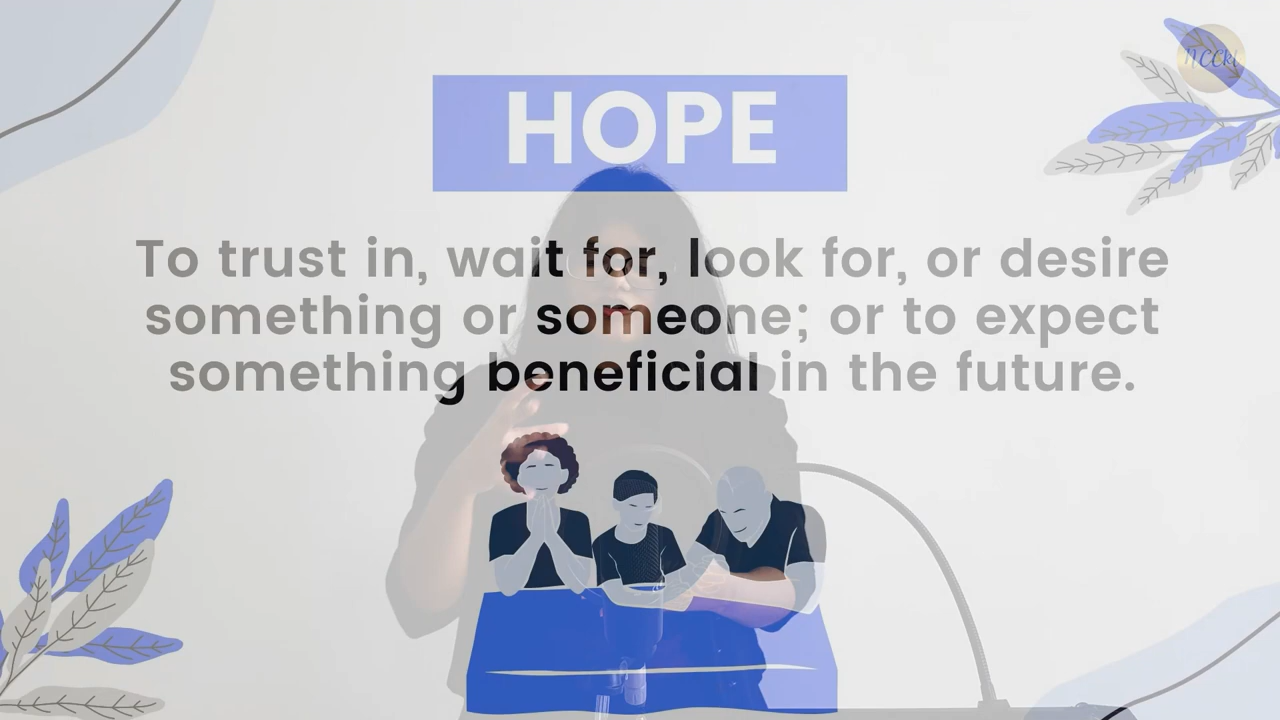 HOPE
To trust in, wait for, look for, or desire
something or someone; or to expect
something beneficial in the future.